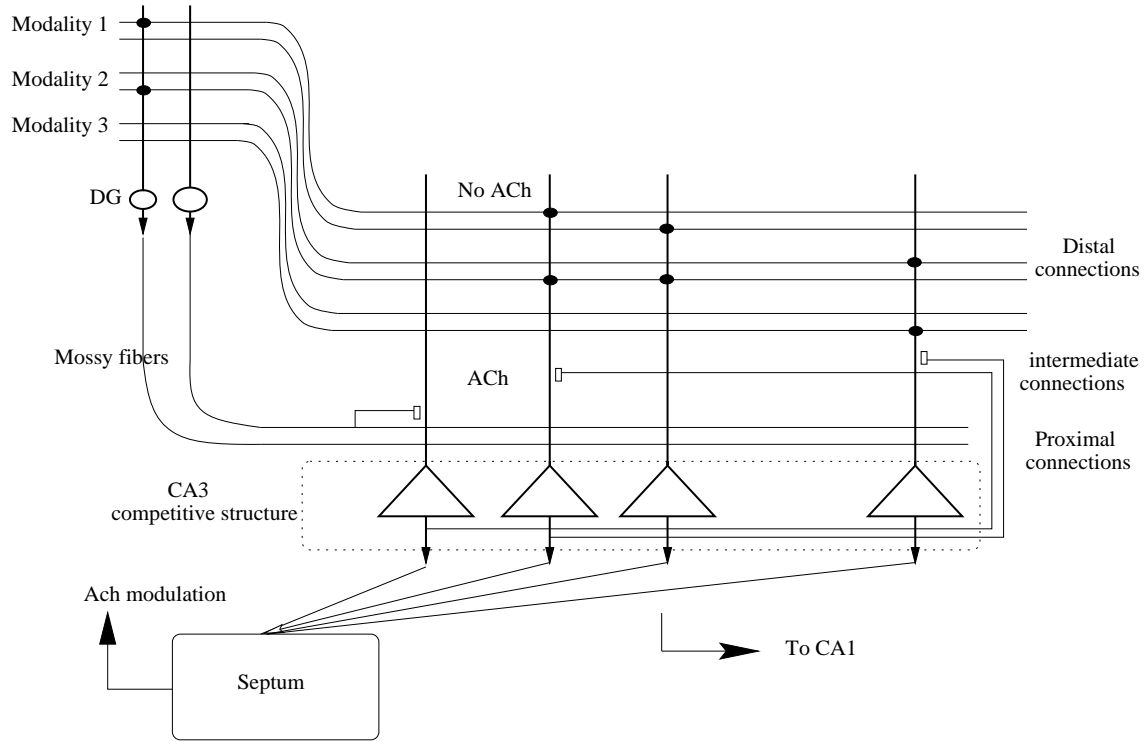 Modality 1
Modality 2
Modality 3
DG
No ACh
Distal
connections
Mossy fibers
ACh
intermediate
connections
Proximal
connections
CA3
competitive structure
Ach modulation
Septum
To CA1